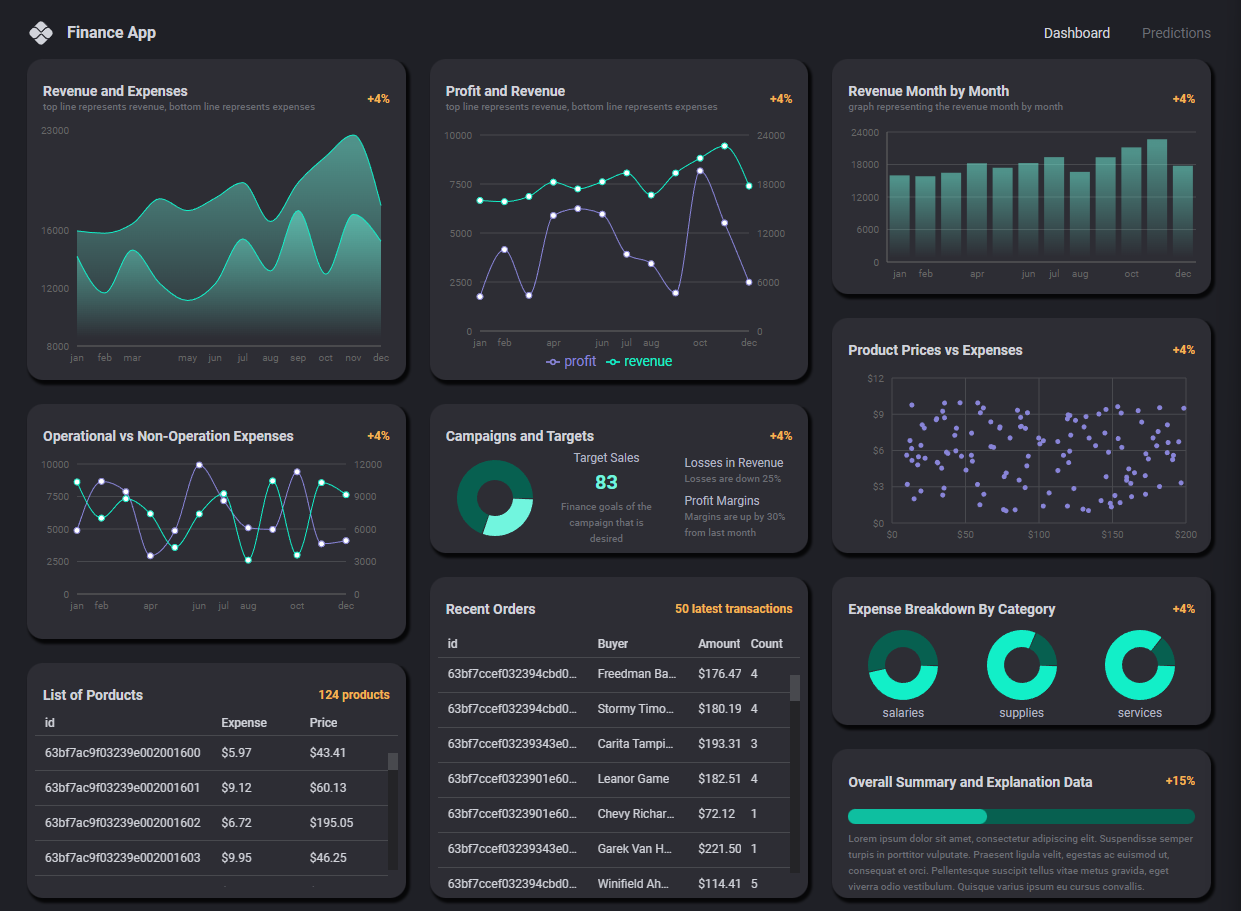 Finance App
Dashboard Predictions
Revenue and Expenses
top line represents revenue, bottom line represents expenses
+4%
23000
16000
12000
8000
jan feb mar may jun jul aug sep oct nov dec
Profit and Revenue
top line represents revenue, bottom line represents expenses
+4%
10000 24000
7500 18000
5000 12000
2500 6000
0 0
jan feb apr jun jul aug oct dec
profit revenue
Revenue Month by Month
graph representing the revenue month by month
+4%
24000
18000
12000
6000
0
jan feb apr jun jul aug oct dec
Operational vs Non-Operation Expenses
+4%
10000 12000
7500 9000
5000 6000
2500 3000
0 0
jan feb apr jun jul aug oct dec
Campaigns and Targets
+4%
Target Sales
83
Finance goals of the
campaign that is
desired
Losses in Revenue
Losses are down 25%
Profit Margins
Margins are up by 30%
from last month
Product Prices vs Expenses
+4%
$12
$9
$6
$3
$0
$0 $50 $100 $150 $200
List of Porducts
124 products
id Expense Price
63bf7ac9f03239e002001600 $5.97 $43.41
63bf7ac9f03239e002001601 $9.12 $60.13
63bf7ac9f03239e002001602 $6.72 $195.05
63bf7ac9f03239e002001603 $9.95 $46.25
Recent Orders
50 latest transactions
id Buyer Amount Count
63bf7ccef032394cbd0... Freedman Ba... $176.47 4
63bf7ccef032394cbd0... Stormy Timo... $180.19 4
63bf7ccef03239343e0... Carita Tampi... $193.31 3
63bf7ccef0323901e60... Leanor Game $182.51 4
63bf7ccef0323901e60... Chevy Richar... $72.12 1
63bf7ccef03239343e0... Garek Van H... $221.50 1
63bf7ccef032394cbd0... Winifield Ah... $114.41 5
Expense Breakdown By Category
+4%
salaries supplies services
Overall Summary and Explanation Data
+15%
Lorem ipsum dolor sit amet, consectetur adipiscing elit. Suspendisse semper
turpis in porttitor vulputate. Praesent ligula velit, egestas ac euismod ut,
consequat et orci. Pellentesque suscipit tellus vitae metus gravida, eget
viverra odio vestibulum. Quisque varius ipsum eu cursus convallis.